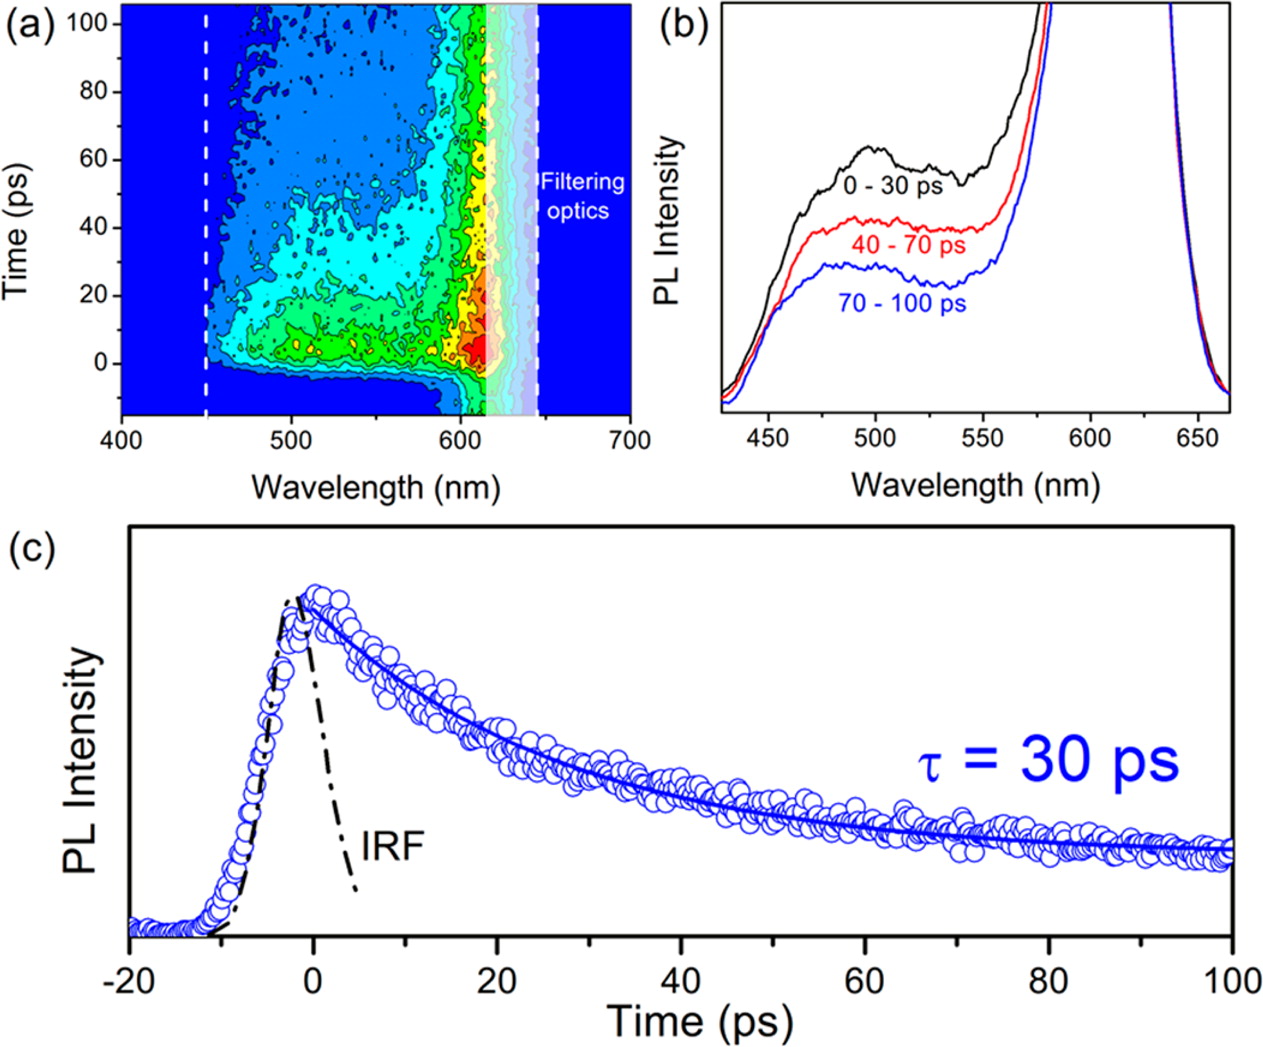 (a)
100
80
60
40
20
0
Time (ps)
Filtering
optics
400 500 600 700
Wavelength (nm)
(b)
PL Intensity
0 - 30 ps
40 - 70 ps
70 - 100 ps
450 500 550 600 650
Wavelength (nm)
(c)
PL Intensity
τ = 30 ps
IRF
-20 0 20 40 60 80 100
Time (ps)